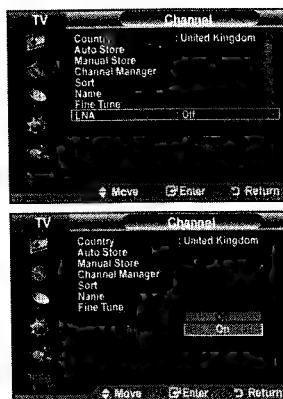 TV Channel
Country : United Kingdom
Auto Store
Manual Store
Channel Manager
Sort
Name
Fine Tune
LNA : Off
Move Enter Return
TV Channel
Country : United Kingdom
Auto Store
Manual Store
Channel Manager
Sort
Name
Fine Tune
On
Move Enter Return